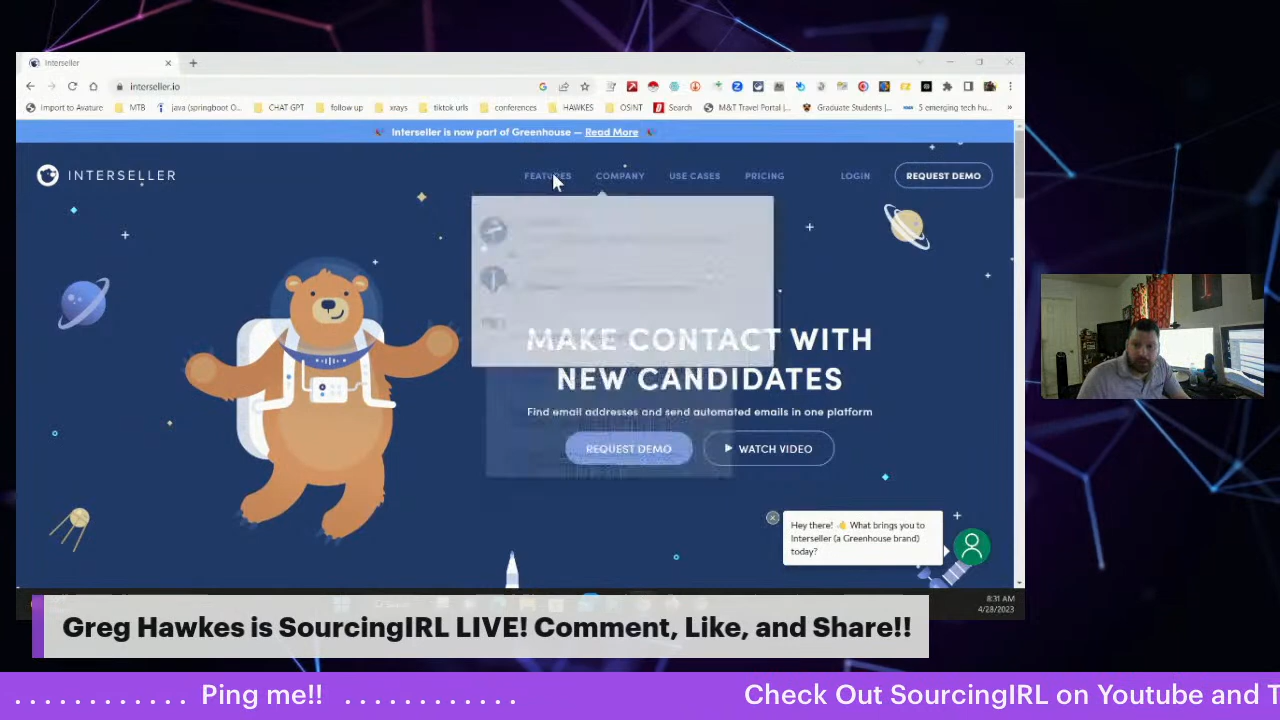 Interseller
interseller.io
Import to Avature
MTB
java (springboot O...
CHAT GPT
follow up
xrays
tiktok urls
conferences
HAWKES
OSINT
Search
M&T Travel Portal |...
Graduate Students |...
5 emerging tech hu...
Interseller is now part of Greenhouse — Read More
INTERSELLER
FEATURES
COMPANY
USE CASES
PRICING
LOGIN
REQUEST DEMO
MAKE CONTACT WITH
NEW CANDIDATES
Find email addresses and send automated emails in one platform
REQUEST DEMO
WATCH VIDEO
Hey there! 👋 What brings you to
Interseller (a Greenhouse brand)
today?
8:31 AM
4/28/2023
Greg Hawkes is SourcingIRL LIVE! Comment, Like, and Share!!
. . . . . . . . . . . . Ping me!! . . . . . . . . . . . . Check Out SourcingIRL on Youtube and T